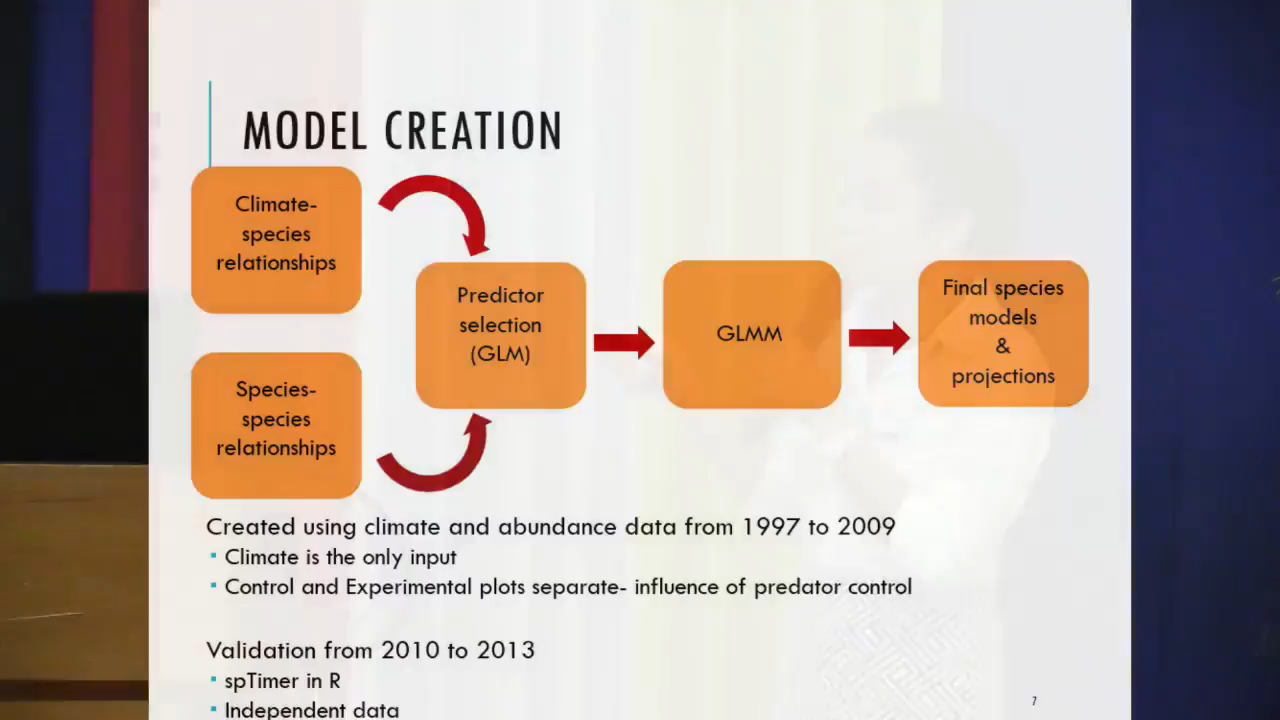 MODEL CREATION
Climate-
species
relationships
Species-
species
relationships
Predictor
selection
(GLM)
GLMM
Final species
models
&
projections
Created using climate and abundance data from 1997 to 2009
▪ Climate is the only input
▪ Control and Experimental plots separate- influence of predator control
Validation from 2010 to 2013
▪ spTimer in R
▪ Independent data
7